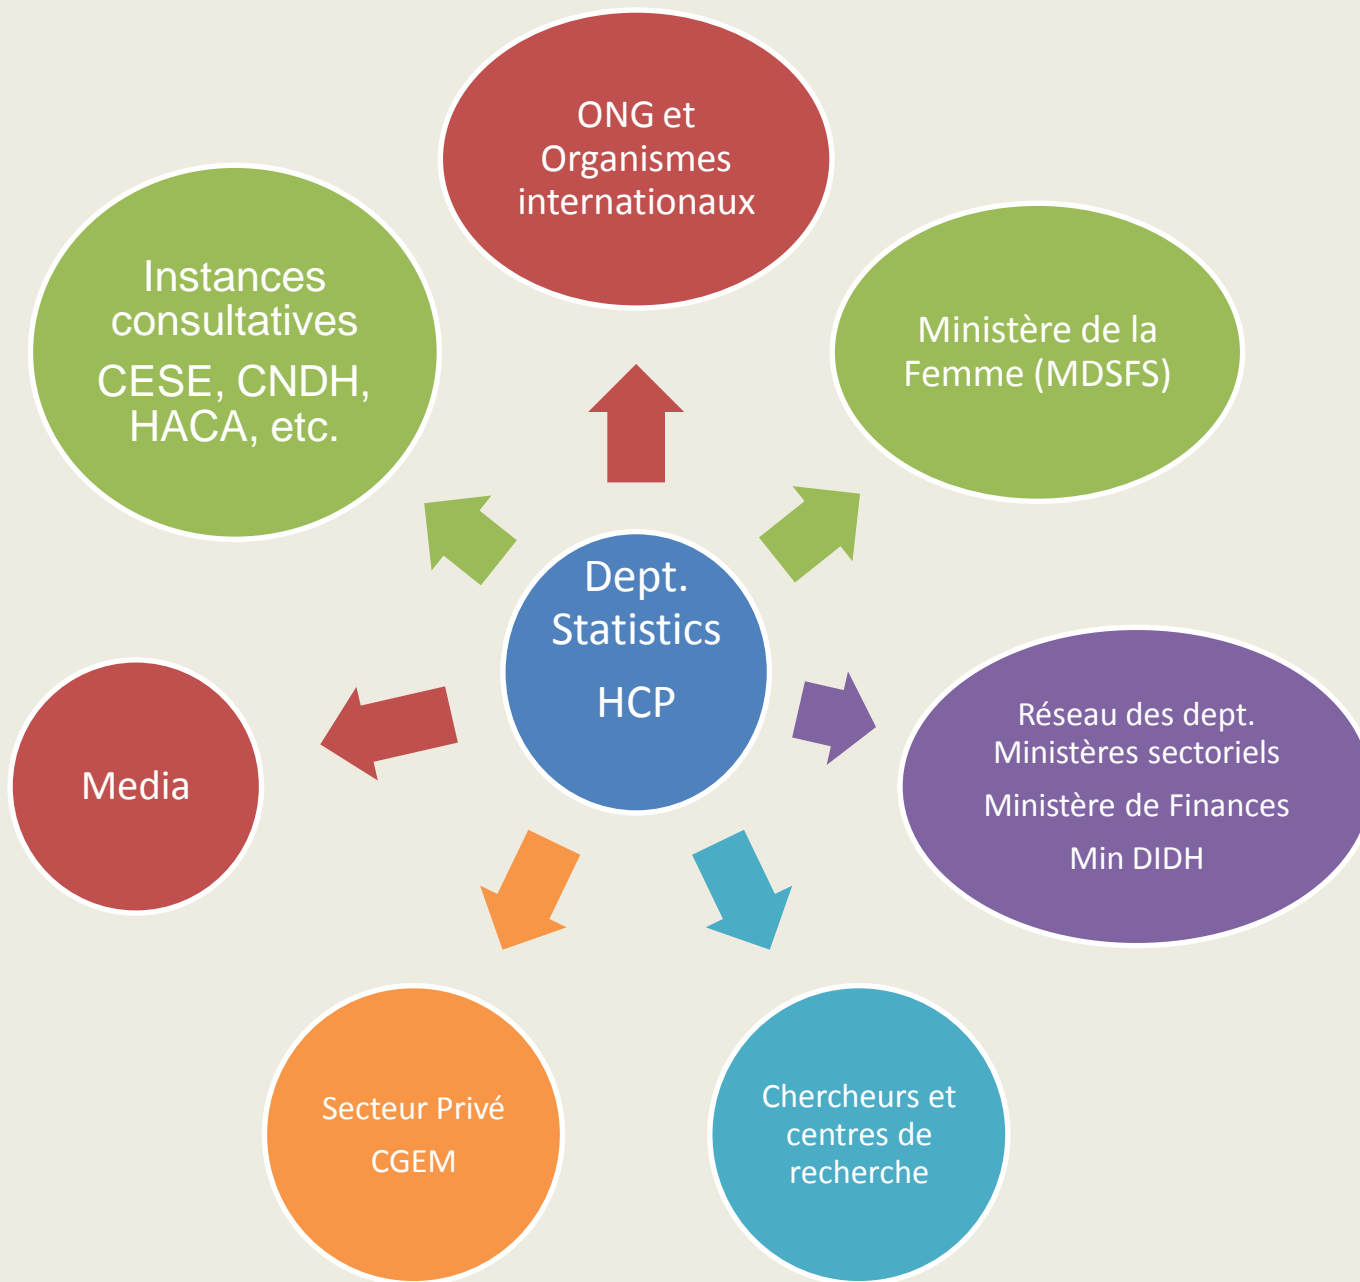 ONG et
Organismes
internationaux
Instances
consultatives
CESE, CNDH,
HACA, etc.
Ministère de la
Femme (MDSFS)
Dept.
Statistics
HCP
Réseau des dept.
Ministères sectoriels
Ministère de Finances
Min DIDH
Media
Secteur Privé
CGEM
Chercheurs et
centres de
recherche